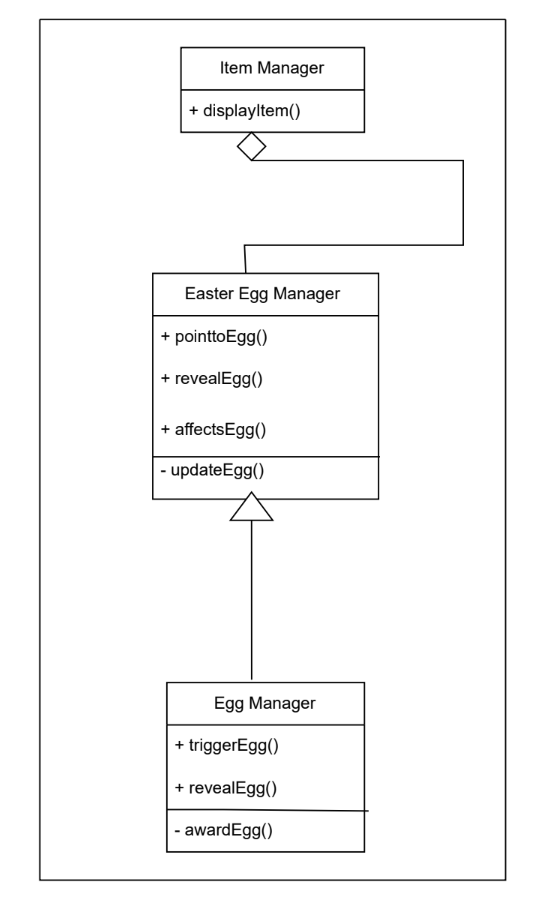 Item Manager
+ displayItem()
Easter Egg Manager
+ pointtoEgg()
+ revealEgg()
+ affectsEgg()
- updateEgg()
Egg Manager
+ triggerEgg()
+ revealEgg()
- awardEgg()